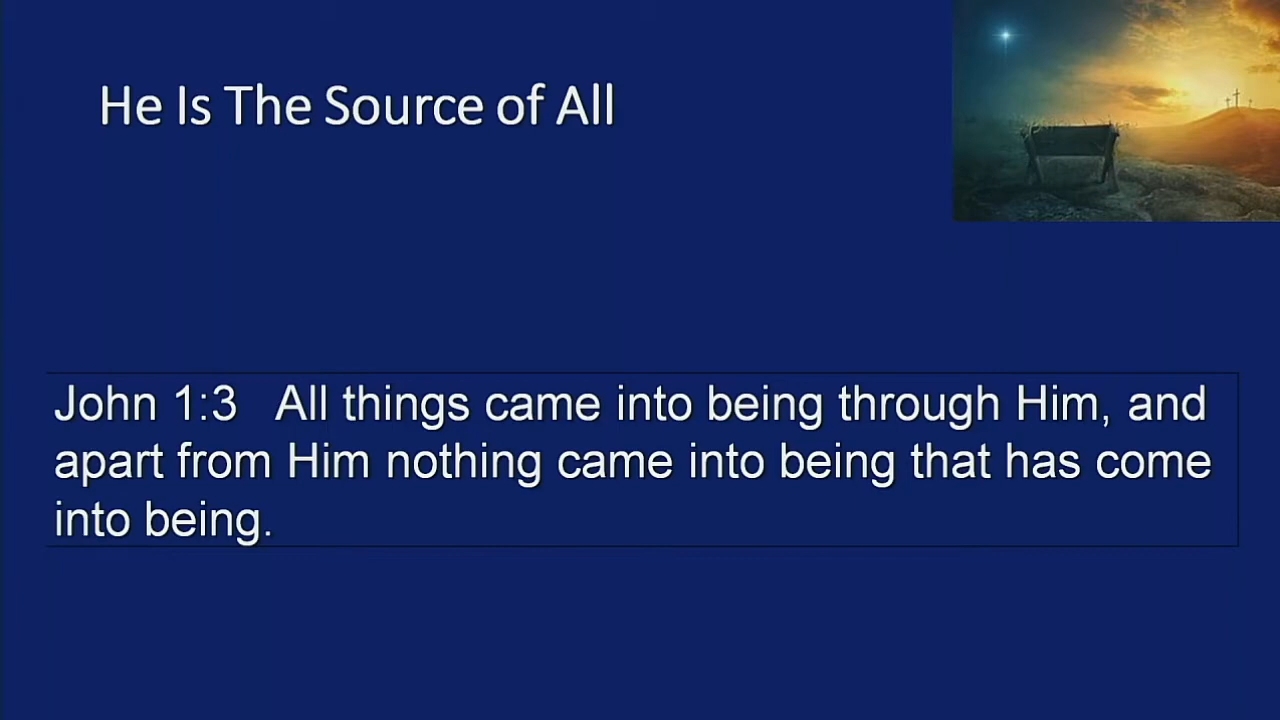 He Is The Source of All
John 1:3 All things came into being through Him, and
apart from Him nothing came into being that has come
into being.